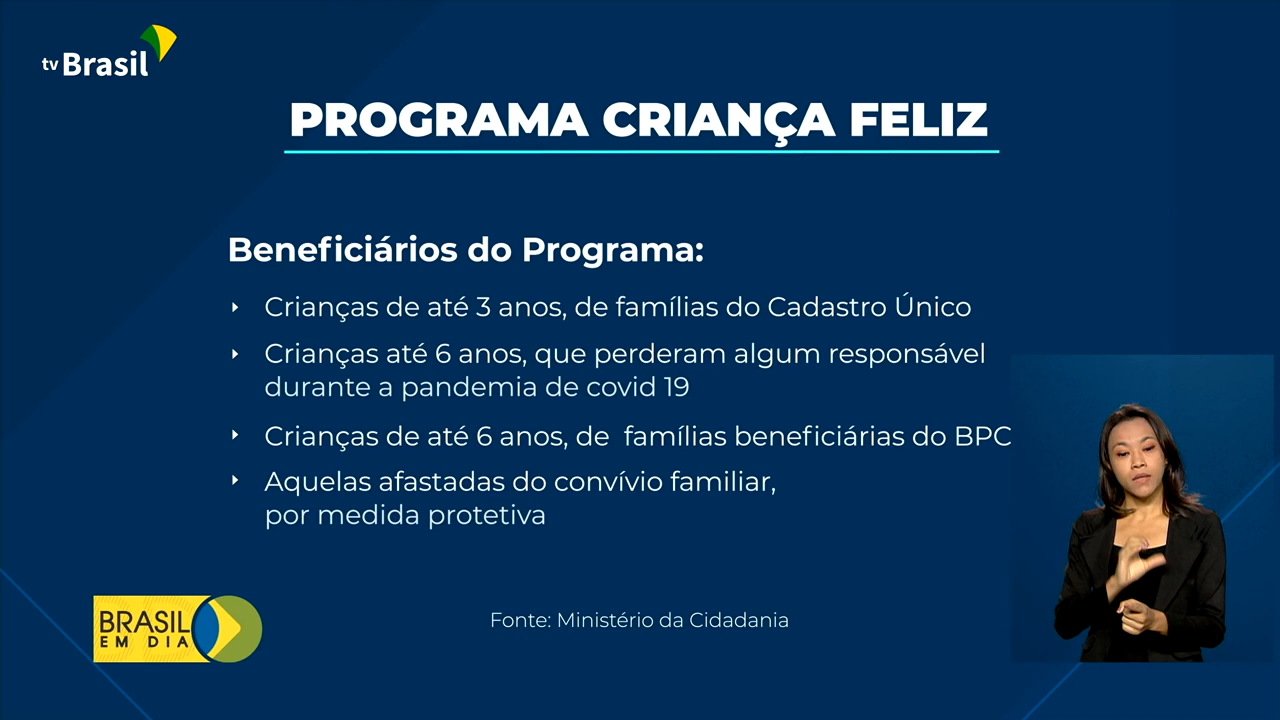 tv Brasil
PROGRAMA CRIANÇA FELIZ
Beneficiários do Programa:
Crianças de até 3 anos, de famílias do Cadastro Único
Crianças até 6 anos, que perderam algum responsável
durante a pandemia de covid 19
Crianças de até 6 anos, de famílias beneficiárias do BPC
Aquelas afastadas do convívio familiar,
por medida protetiva
BRASIL
EM DIA
Fonte: Ministério da Cidadania